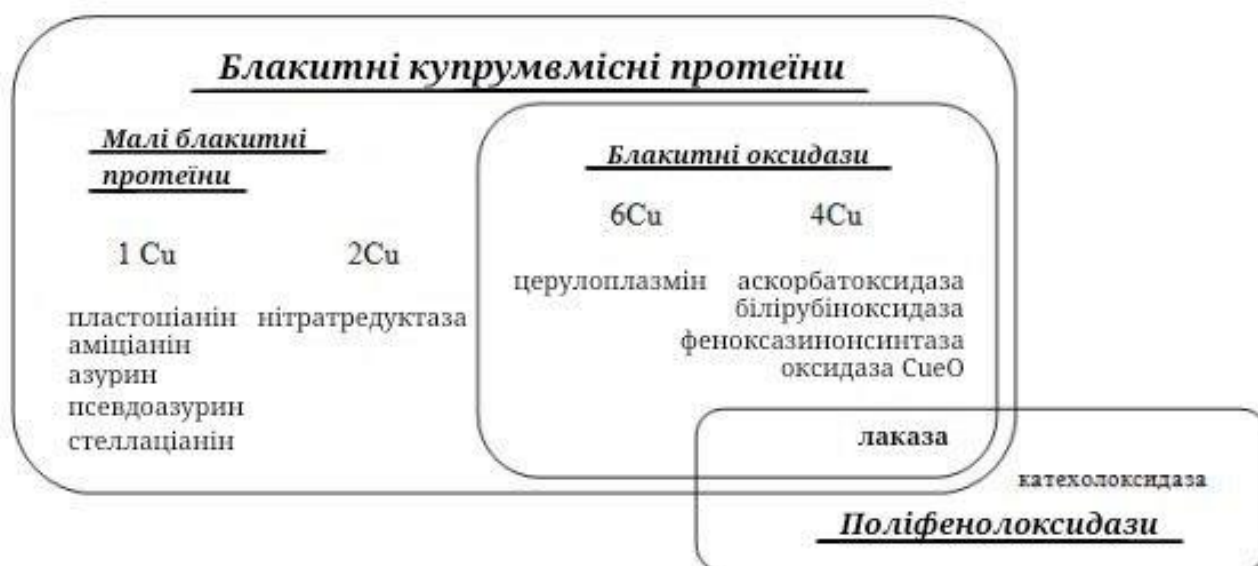 Блакитні купрумвмісні протеїни
Малі блакитні
протеїни
1 Cu
2Cu
пластоціанін
нітратредуктаза
аміціанін
азурин
псевдоазурин
стеллаціанін
Блакитні оксидази
6Cu
4Cu
церулоплазмін
аскорбатоксидаза
білірубіноксидаза
феноксазинонсинтаза
оксидаза CueO
лаказа
катехолоксидаза
Поліфенолоксидази